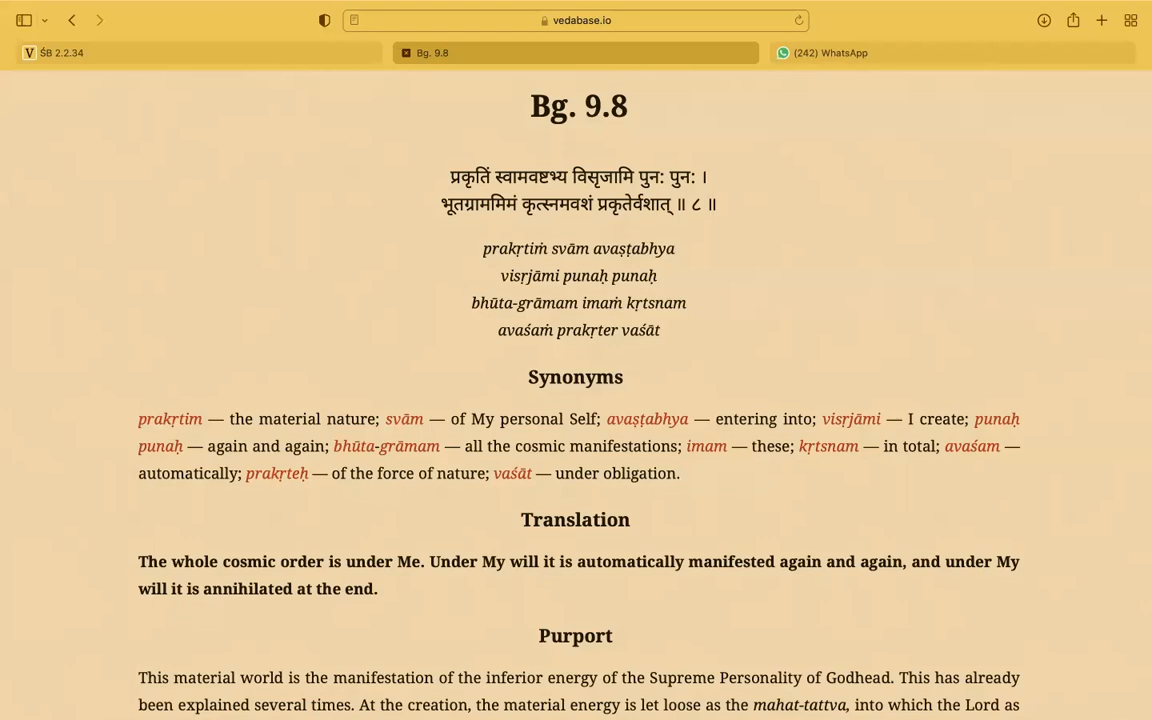 vedabase.io
ŚB 2.2.34
Bg. 9.8
(242) WhatsApp
Bg. 9.8
प्रकृतिं स्वामवष्टभ्य विसृजामि पुन: पुन: ।
भूतग्राममिमं कृत्स्नमवशं प्रकृतेर्वशात् ॥ ८ ॥
prakṛtiṁ svām avaṣṭabhya
visṛjāmi punaḥ punaḥ
bhūta-grāmam imaṁ kṛtsnam
avaśaṁ prakṛter vaśāt
Synonyms
prakṛtim — the material nature; svām — of My personal Self; avaṣṭabhya — entering into; visṛjāmi — I create; punaḥ
punaḥ — again and again; bhūta-grāmam — all the cosmic manifestations; imam — these; kṛtsnam — in total; avaśam —
automatically; prakṛteḥ — of the force of nature; vaśāt — under obligation.
Translation
The whole cosmic order is under Me. Under My will it is automatically manifested again and again, and under My
will it is annihilated at the end.
Purport
This material world is the manifestation of the inferior energy of the Supreme Personality of Godhead. This has already
been explained several times. At the creation, the material energy is let loose as the mahat-tattva, into which the Lord as